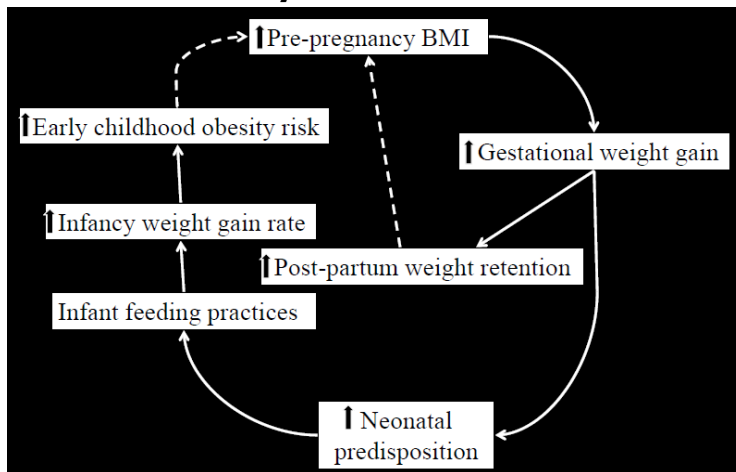 ⬆Pre-pregnancy BMI
⬆Early childhood obesity risk
⬆Gestational weight gain
⬆Infancy weight gain rate
⬆Post-partum weight retention
Infant feeding practices
⬆ Neonatal
predisposition